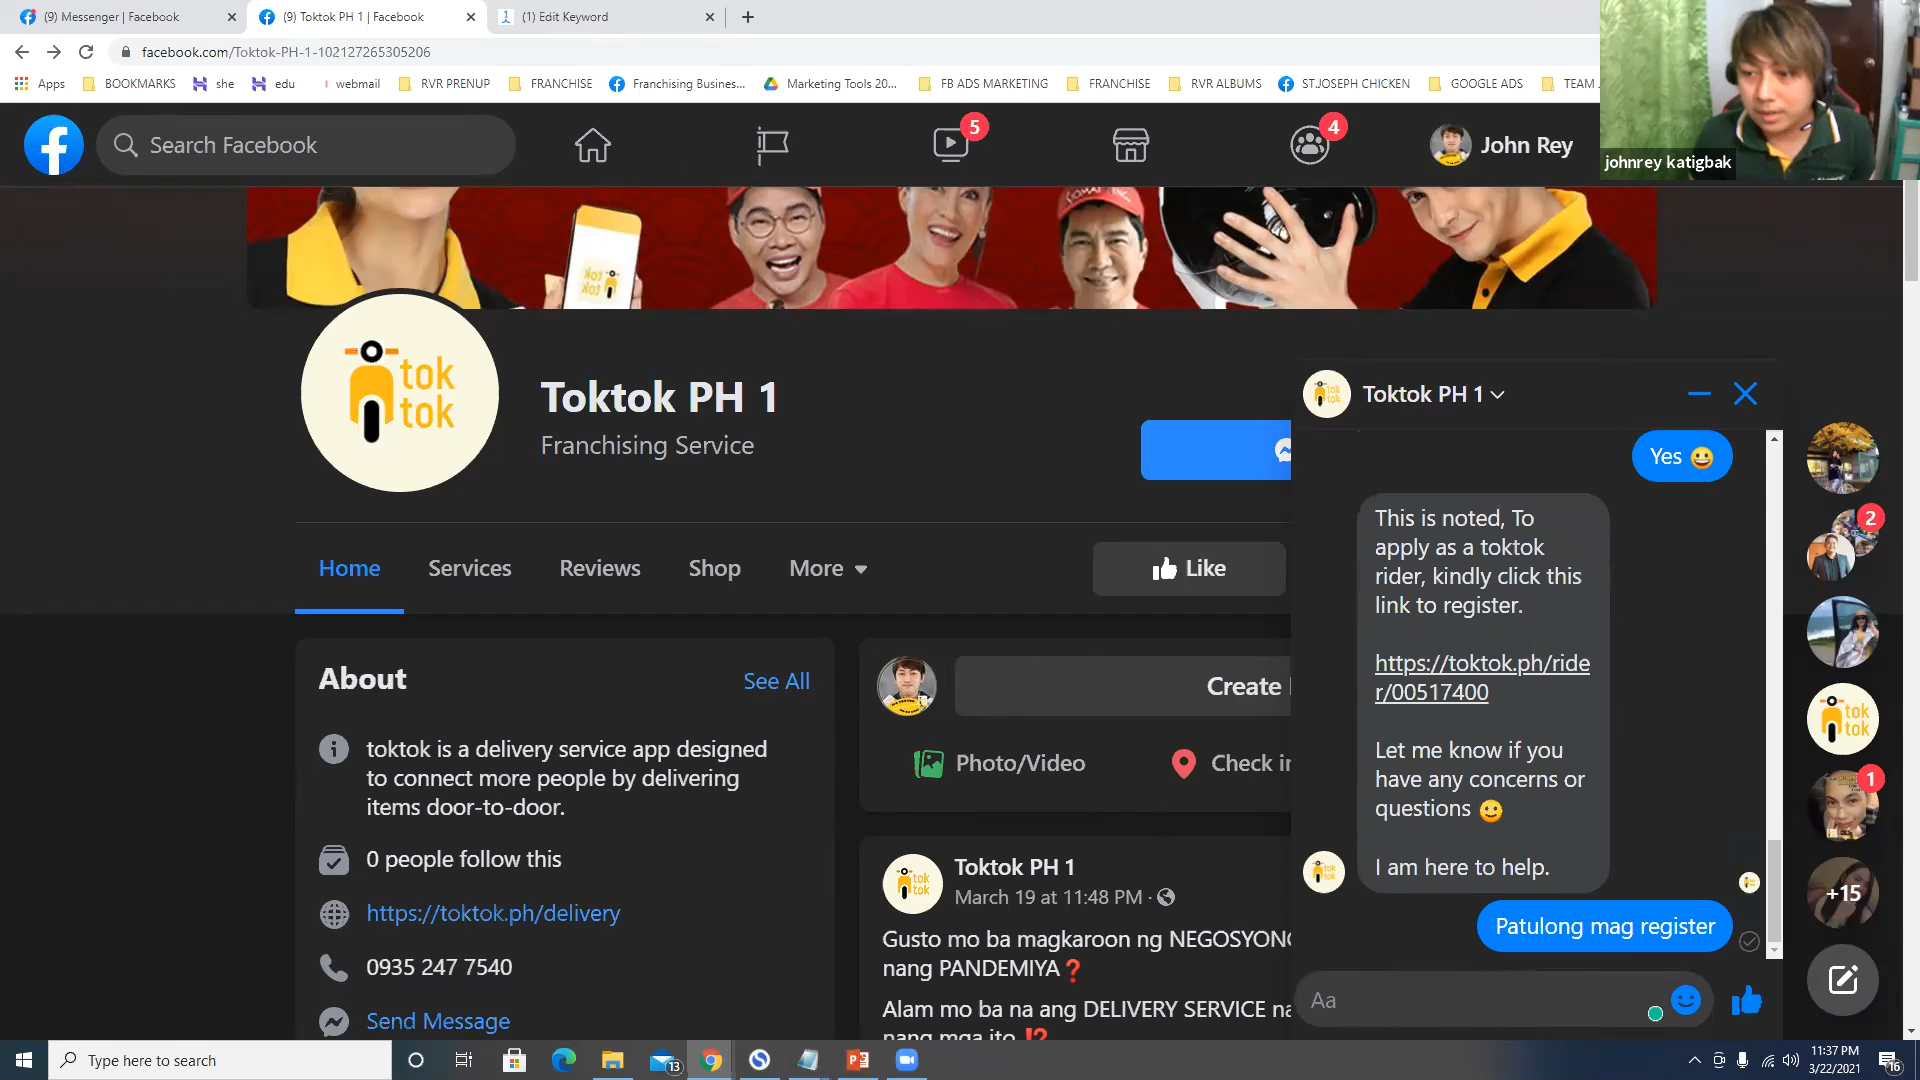 (9) Messenger | Facebook
(9) Toktok PH 1 | Facebook
(1) Edit Keyword
facebook.com/Toktok-PH-1-102127265305206
Apps
BOOKMARKS
she
edu
webmail
RVR PRENUP
FRANCHISE
Franchising Busines...
Marketing Tools 20...
FB ADS MARKETING
FRANCHISE
RVR ALBUMS
ST.JOSEPH CHICKEN
GOOGLE ADS
TEAM
johnrey katigbak
Search Facebook
5
4
John Rey
tok
tok
Toktok PH 1
Franchising Service
Home
Services
Reviews
Shop
More
Like
About
See All
toktok is a delivery service app designed
to connect more people by delivering
items door-to-door.
0 people follow this
https://toktok.ph/delivery
0935 247 7540
Send Message
Create
Photo/Video
Check in
Toktok PH 1
March 19 at 11:48 PM
Gusto mo ba magkaroon ng NEGOSYONG
nang PANDEMIYA❓
Alam mo ba na ang DELIVERY SERVICE na
nang mga ito ⁉
Toktok PH 1
Yes 😀
This is noted, To
apply as a toktok
rider, kindly click this
link to register.
https://toktok.ph/ride
r/00517400
Let me know if you
have any concerns or
questions 🙂
I am here to help.
Patulong mag register
Aa
2
tok
tok
1
+15
Type here to search
13
11:37 PM
3/22/2021
16